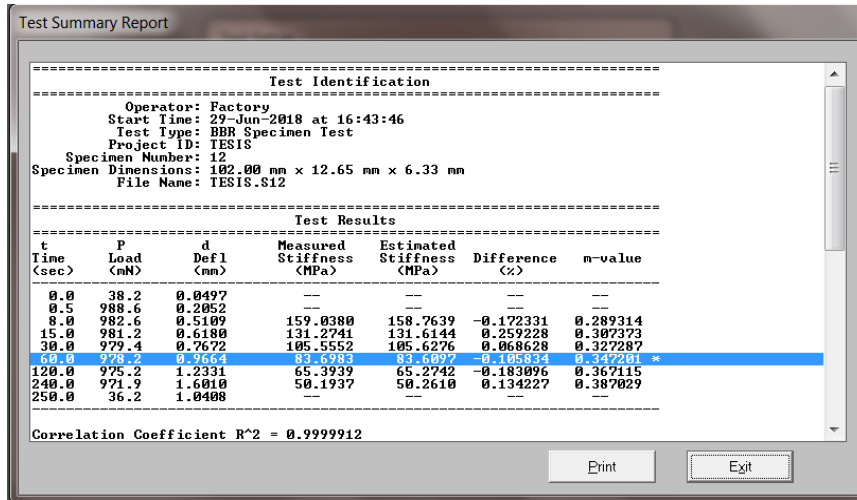 Test Summary Report
================================================================================
Test Identification
================================================================================
Operator: Factory
Start Time: 29-Jun-2018 at 16:43:46
Test Type: BBR Specimen Test
Project ID: TESIS
Specimen Number: 12
Specimen Dimensions: 102.00 mm x 12.65 mm x 6.33 mm
File Name: TESIS.S12
================================================================================
Test Results
================================================================================
t P d Measured Estimated
Time Load Defl Stiffness Stiffness Difference m-value
(sec) (mN) (mm) (MPa) (MPa) (%)
--------------------------------------------------------------------------------
0.0 38.2 0.0497 -- -- -- --
0.5 988.6 0.2052 -- -- -- --
8.0 982.6 0.5109 159.0380 158.7639 -0.172331 0.289314
15.0 981.2 0.6180 131.2741 131.6144 0.259228 0.307373
30.0 979.4 0.7672 105.5552 105.6276 0.068628 0.327287
60.0 978.2 0.9664 83.6983 83.6097 -0.105834 0.347201 *
120.0 975.2 1.2331 65.3939 65.2742 -0.183096 0.367115
240.0 971.9 1.6010 50.1937 50.2610 0.134227 0.387029
250.0 36.2 1.0408 -- -- -- --
--------------------------------------------------------------------------------
Correlation Coefficient R^2 = 0.9999912
Print Exit